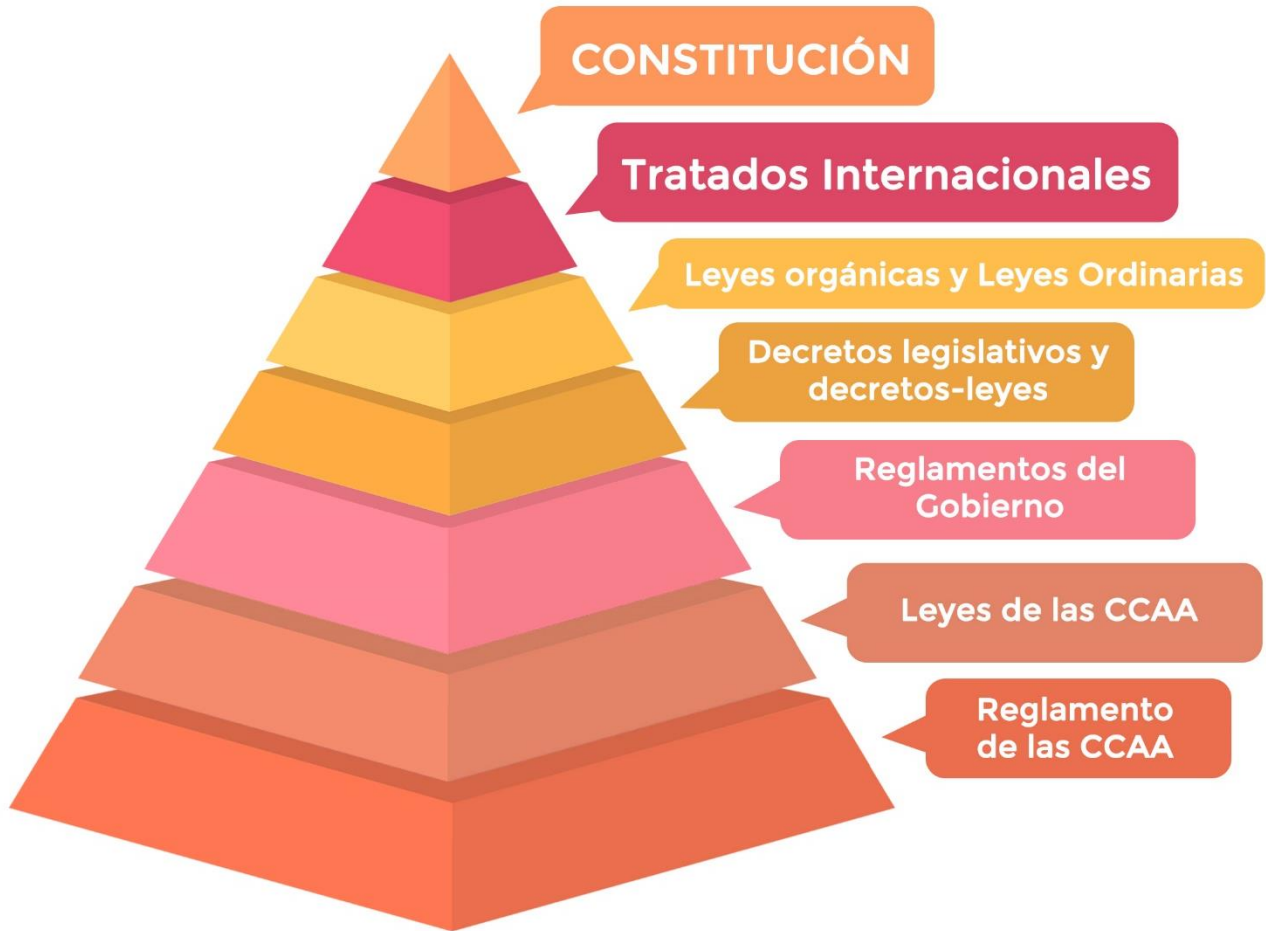 CONSTITUCIÓN
Tratados Internacionales
Leyes orgánicas y Leyes Ordinarias
Decretos legislativos y
decretos-leyes
Reglamentos del
Gobierno
Leyes de las CCAA
Reglamento
de las CCAA